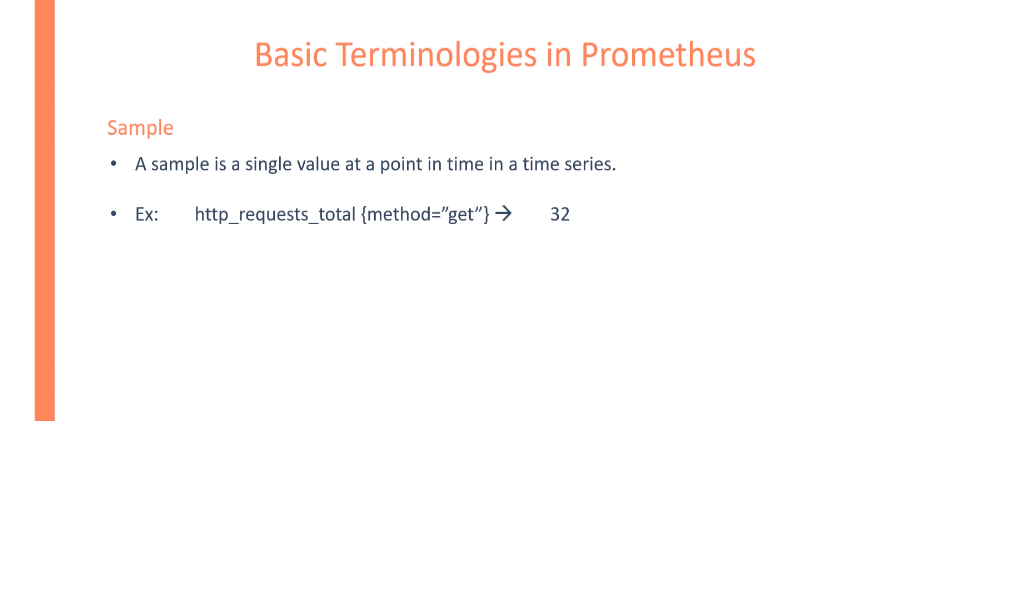 Basic Terminologies in Prometheus
Sample
• A sample is a single value at a point in time in a time series.
• Ex: http_requests_total {method=”get”} → 32